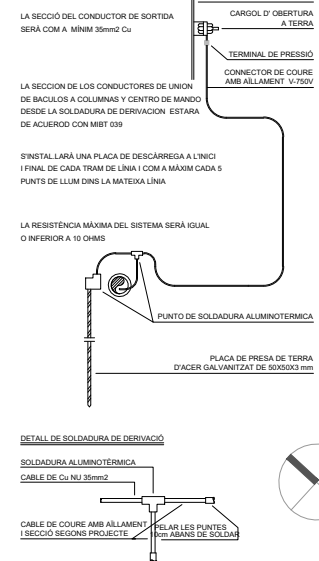 LA SECCIÓ DEL CONDUCTOR DE SORTIDA
SERÀ COM A MÍNIM 35mm2 Cu
CARGOL D' OBERTURA
A TERRA
TERMINAL DE PRESSIÓ
CONNECTOR DE COURE
AMB AÏLLAMENT V-750V
LA SECCION DE LOS CONDUCTORES DE UNION
DE BACULOS A COLUMNAS Y CENTRO DE MANDO
DESDE LA SOLDADURA DE DERIVACION ESTARA
DE ACUEROD CON MIBT 039
S'INSTAL.LARÀ UNA PLACA DE DESCÀRREGA A L'INICI
I FINAL DE CADA TRAM DE LÍNIA I COM A MÀXIM CADA 5
PUNTS DE LLUM DINS LA MATEIXA LÍNIA
LA RESISTÈNCIA MÀXIMA DEL SISTEMA SERÀ IGUAL
O INFERIOR A 10 OHMS
PUNTO DE SOLDADURA ALUMINOTERMICA
PLACA DE PRESA DE TERRA
D'ACER GALVANITZAT DE 50X50X3 mm
DETALL DE SOLDADURA DE DERIVACIÓ
SOLDADURA ALUMINOTÈRMICA
CABLE DE Cu NU 35mm2
CABLE DE COURE AMB AÏLLAMENT
I SECCIÓ SEGONS PROJECTE
PELAR LES PUNTES
10cm ABANS DE SOLDAR